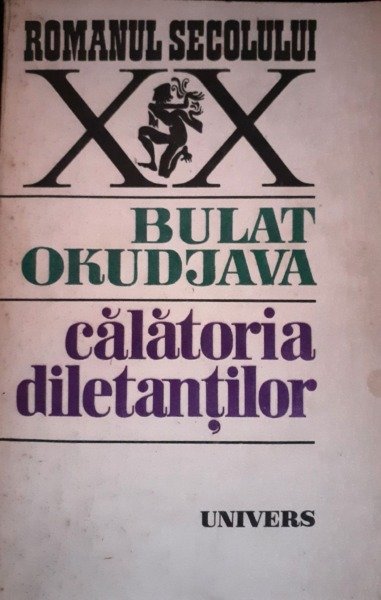 ROMANUL SECOLULUI
XX
BULAT
OKUDJAVA
călătoria
diletanților
UNIVERS